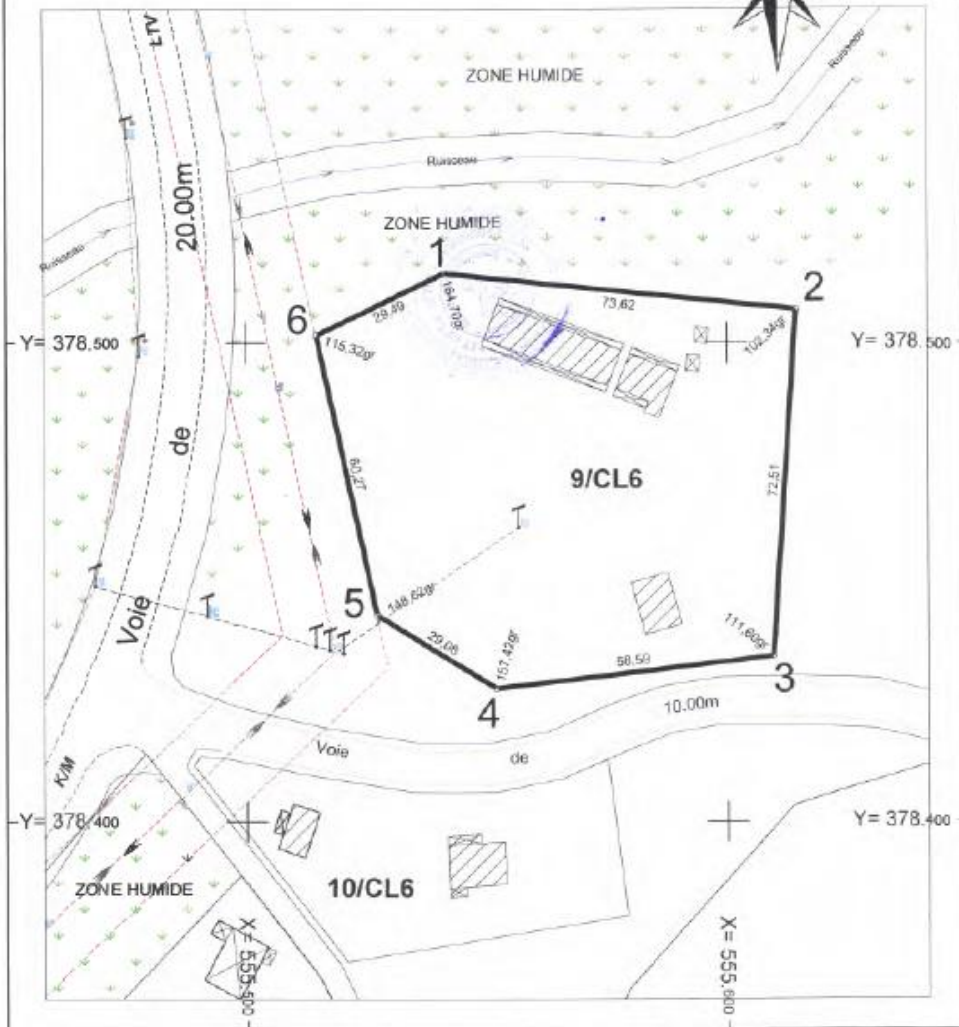 LTV
ZONE HUMIDE
Ruisseau
Ruisseau
20.00m
ZONE HUMIDE
Ruisseau
1
2
73,62
29,49
164,70gr
6
102,34gr
115,32gr
Y= 378.500
Y= 378.500
de
60,27
9/CL6
72,51
Voie
5
148,62gr
29,06
157,42gr
111,60gr
58,59
3
4
10.00m
Voie
de
K/M
Y= 378.400
Y= 378.400
ZONE HUMIDE
10/CL6
X= 555.500
X= 555.600